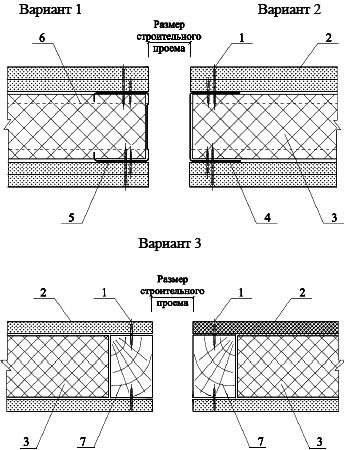 Вариант 1
Вариант 2
Размер
строительного
проема
6
1
2
5
4
3
Вариант 3
Размер
строительного
проема
2
1
1
2
3
7
7
3